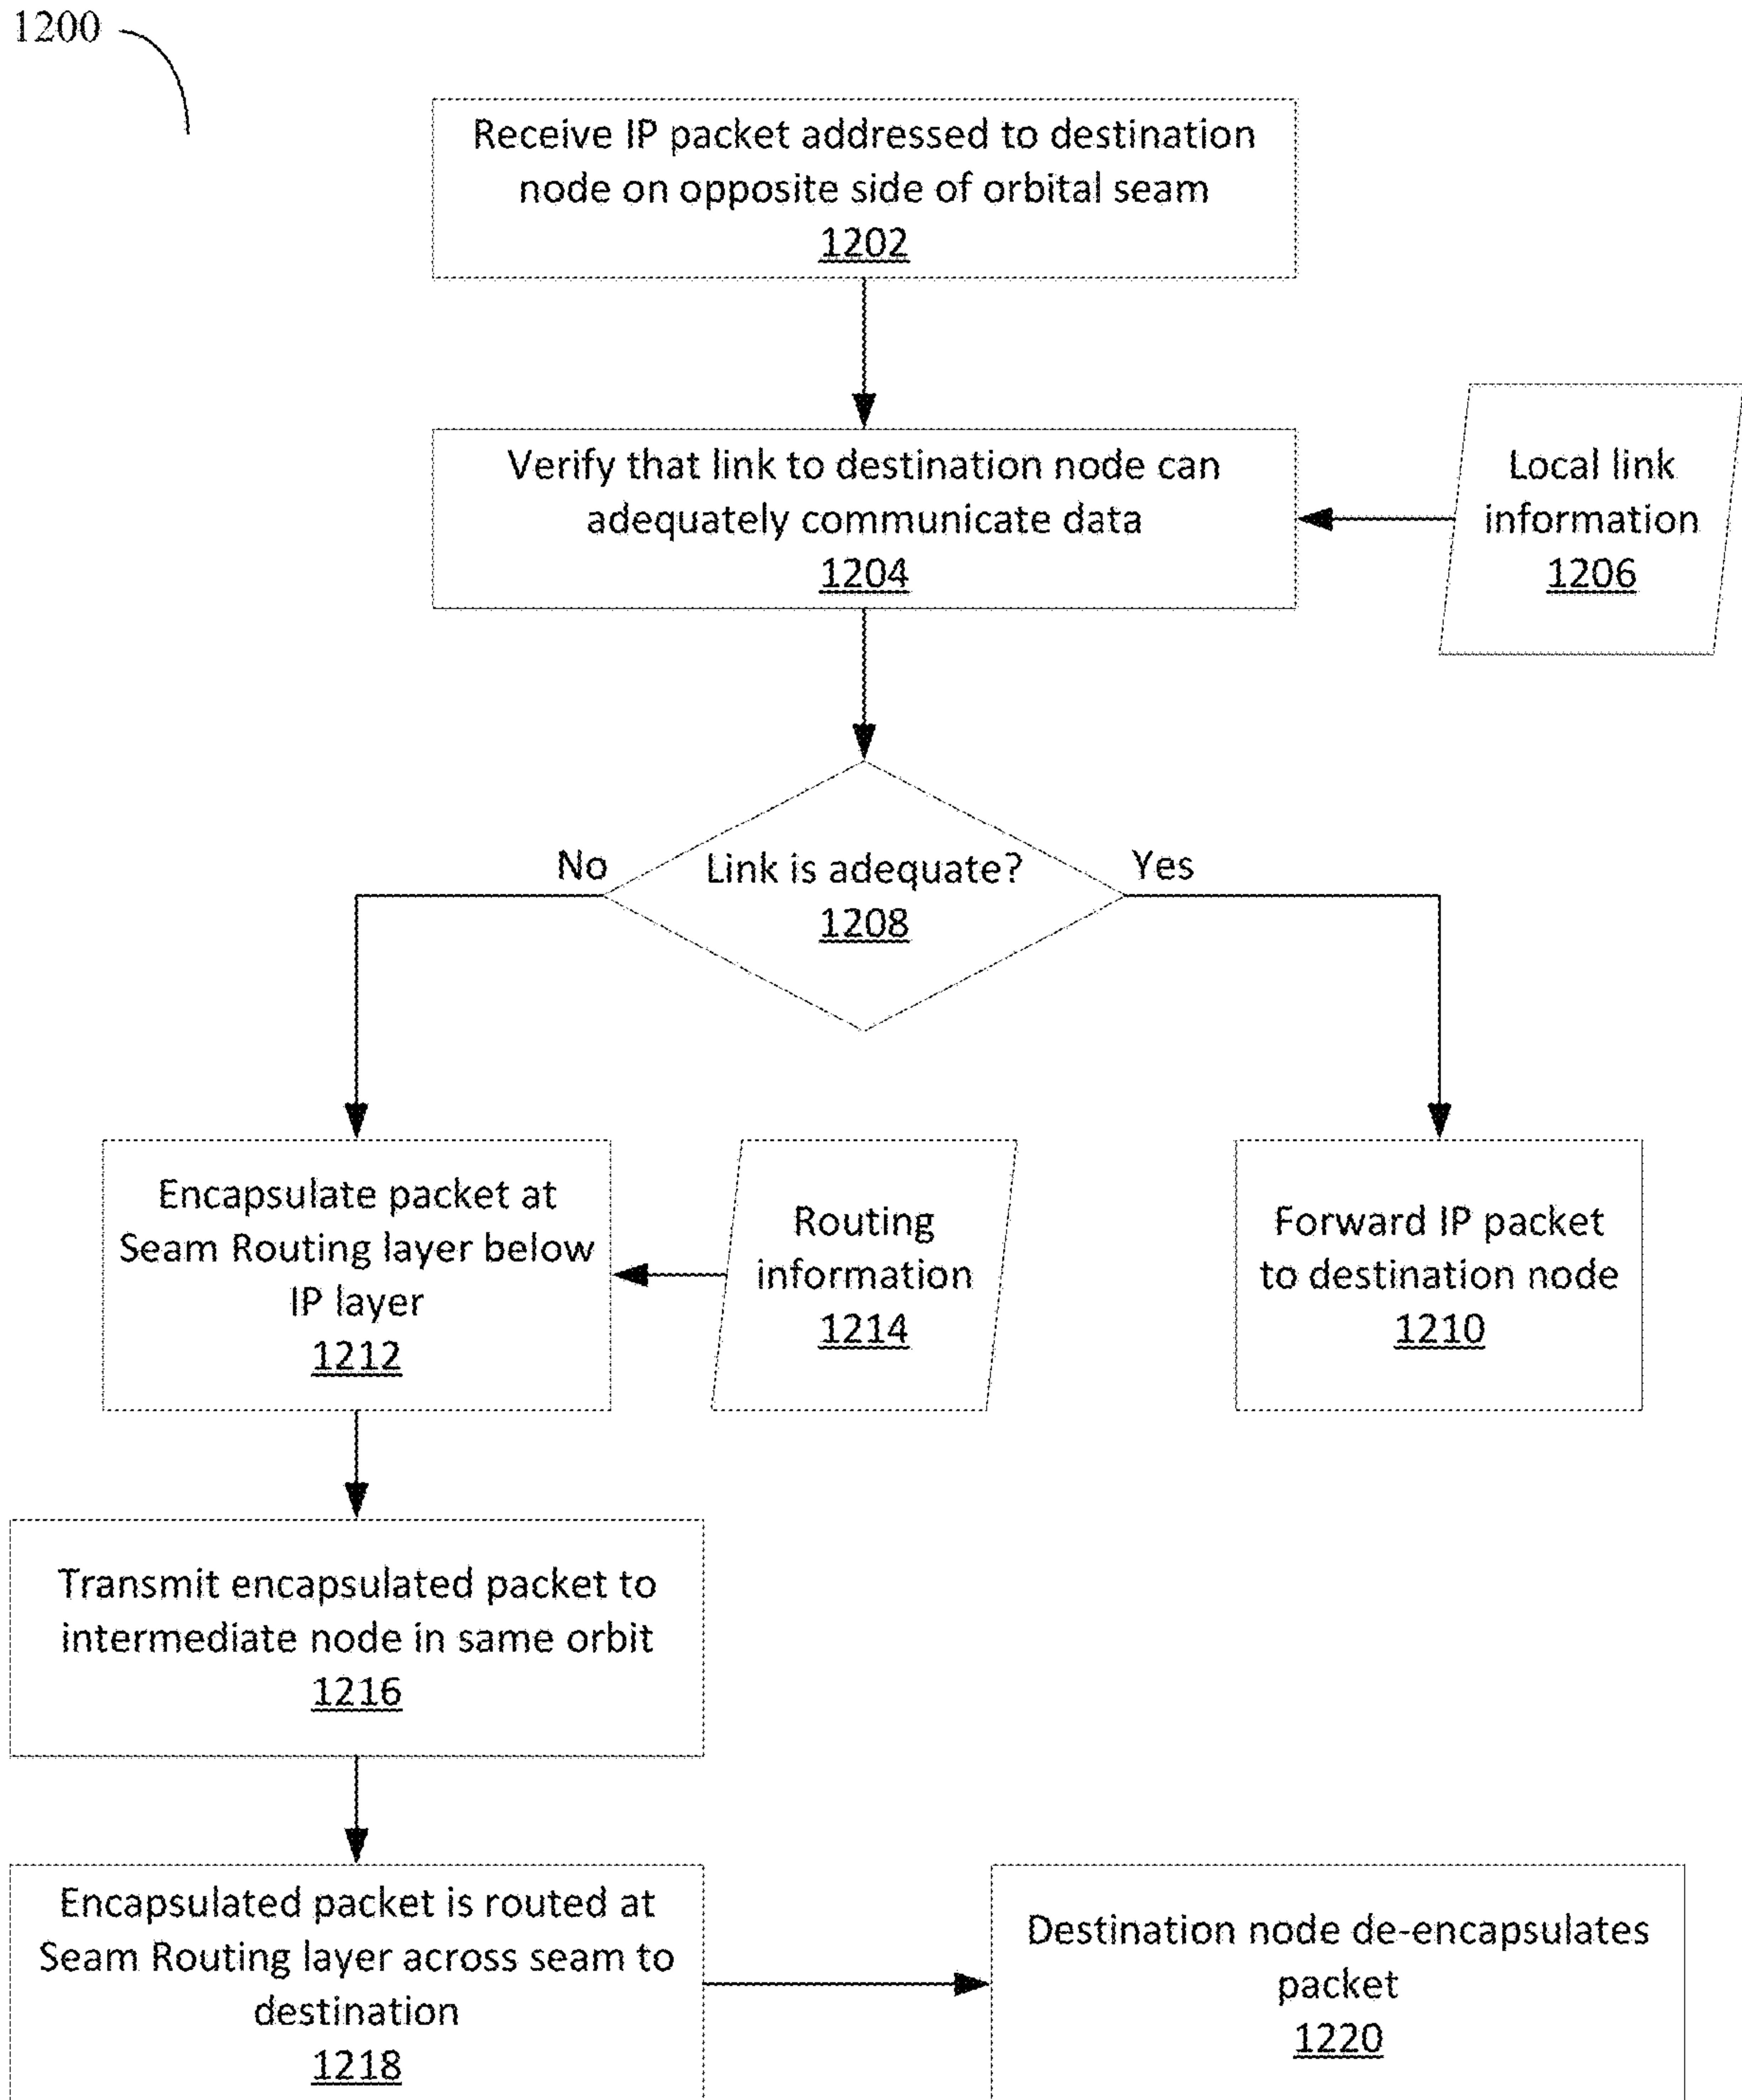 1200
Receive IP packet addressed to destination
node on opposite side of orbital seam
1202
Verify that link to destination node can
adequately communicate data
1204
Local link
information
1206
No
Link is adequate?
1208
Yes
Encapsulate packet at
Seam Routing layer below
IP layer
1212
Routing
information
1214
Forward IP packet
to destination node
1210
Transmit encapsulated packet to
intermediate node in same orbit
1216
Encapsulated packet is routed at
Seam Routing layer across seam to
destination
1218
Destination node de-encapsulates
packet
1220